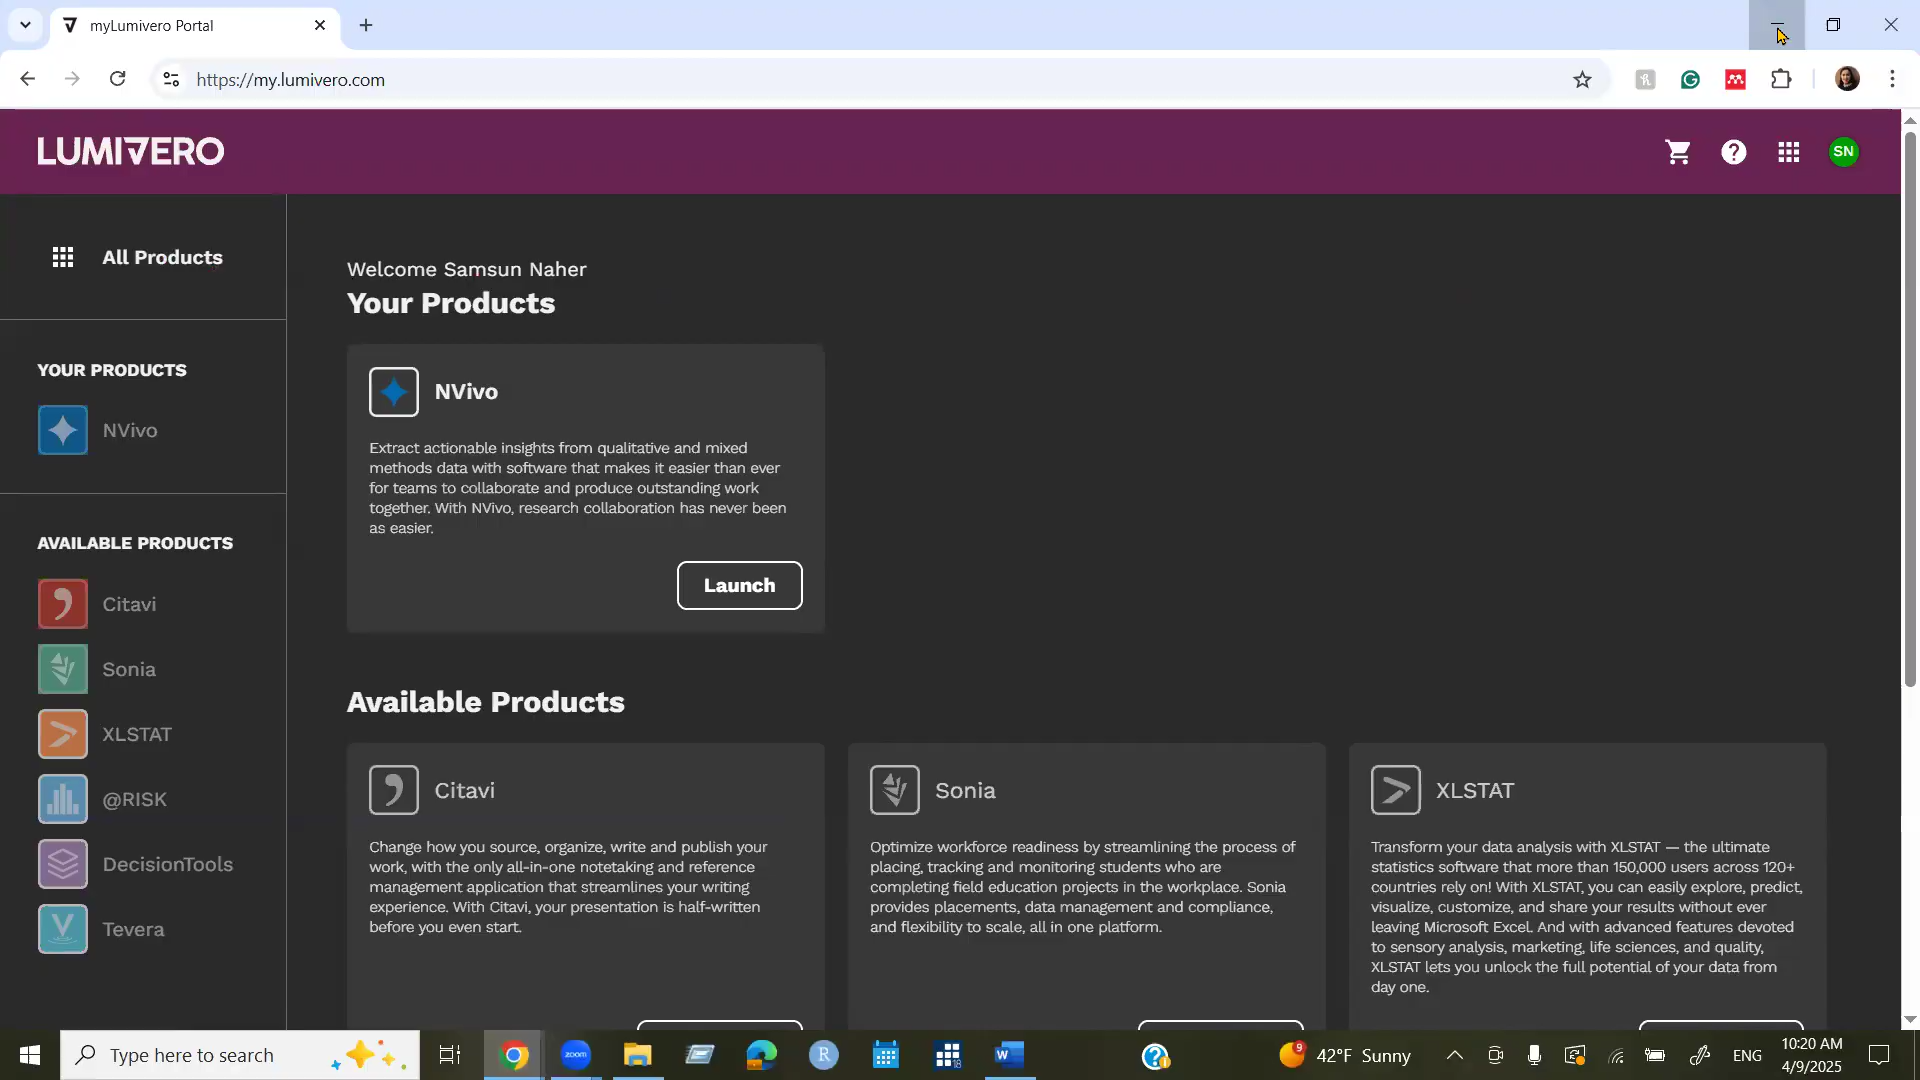 myLumivero Portal
https://my.lumivero.com
LUMIVERO
SN
All Products
YOUR PRODUCTS
NVivo
AVAILABLE PRODUCTS
Citavi
Sonia
XLSTAT
@RISK
DecisionTools
Tevera
Welcome Samsun Naher
Your Products
NVivo
Extract actionable insights from qualitative and mixed
methods data with software that makes it easier than ever
for teams to collaborate and produce outstanding work
together. With NVivo, research collaboration has never been
as easier.
Launch
Available Products
Citavi
Change how you source, organize, write and publish your
work, with the only all-in-one notetaking and reference
management application that streamlines your writing
experience. With Citavi, your presentation is half-written
before you even start.
Sonia
Optimize workforce readiness by streamlining the process of
placing, tracking and monitoring students who are
completing field education projects in the workplace. Sonia
provides placements, data management and compliance,
and flexibility to scale, all in one platform.
XLSTAT
Transform your data analysis with XLSTAT — the ultimate
statistics software that more than 150,000 users across 120+
countries rely on! With XLSTAT, you can easily explore, predict,
visualize, customize, and share your results without ever
leaving Microsoft Excel. And with advanced features devoted
to sensory analysis, marketing, life sciences, and quality,
XLSTAT lets you unlock the full potential of your data from
day one.
Type here to search
zoom
R
18
W
9
42°F Sunny
ENG
10:20 AM
4/9/2025